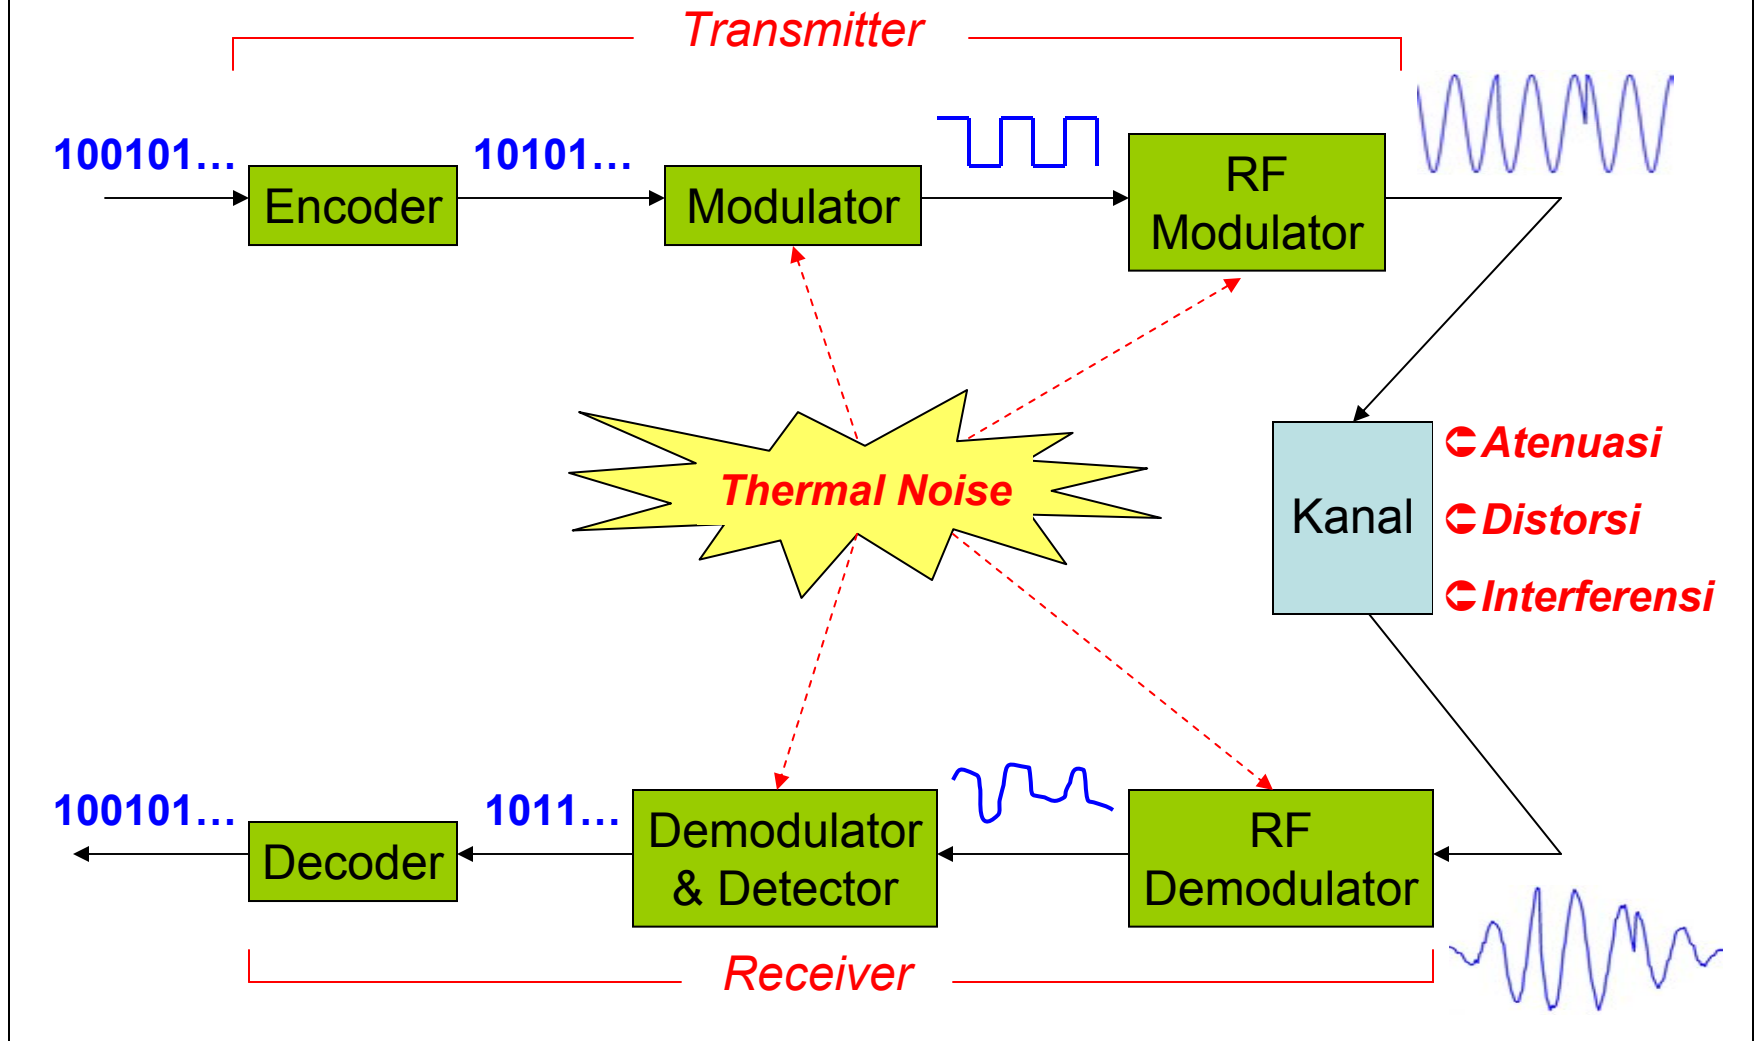 Transmitter
100101…
Encoder
10101…
Modulator
RF
Modulator
Thermal Noise
Kanal
Atenuasi
Distorsi
Interferensi
100101…
Decoder
1011…
Demodulator
& Detector
RF
Demodulator
Receiver